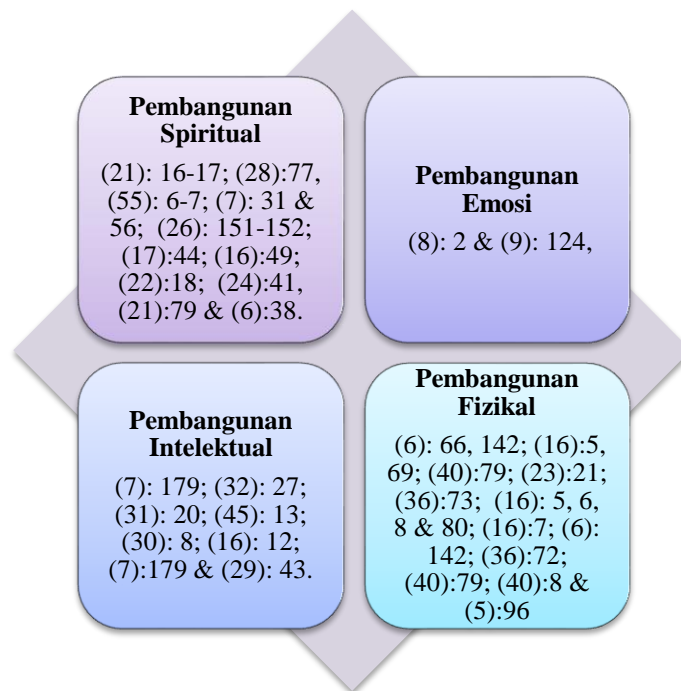 Pembangunan
Spiritual
(21): 16-17; (28):77,
(55): 6-7; (7): 31 &
56; (26): 151-152;
(17):44; (16):49;
(22):18; (24):41,
(21):79 & (6):38.
Pembangunan
Emosi
(8): 2 & (9): 124,
Pembangunan
Intelektual
(7): 179; (32): 27;
(31): 20; (45): 13;
(30): 8; (16): 12;
(7):179 & (29): 43.
Pembangunan
Fizikal
(6): 66, 142; (16):5,
69; (40):79; (23):21;
(36):73; (16): 5, 6,
8 & 80; (16):7; (6):
142; (36):72;
(40):79; (40):8 &
(5):96